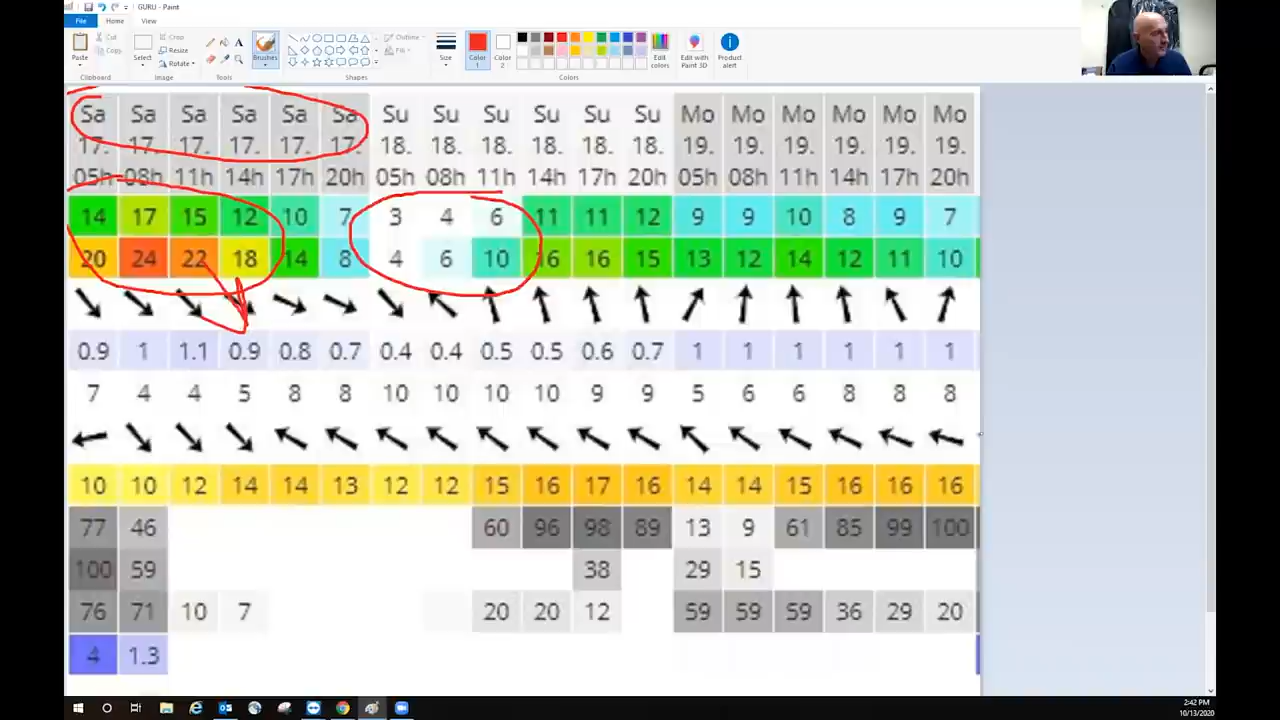 GURU - Paint
File Home View
Paste Cut Copy Select Crop Resize Rotate A Brushes Outline Fill Size Color 1 Color 2 Edit colors Edit with Paint 3D Product alert
Clipboard Image Tools Shapes Colors
Sa Sa Sa Sa Sa Sa Su Su Su Su Su Su Mo Mo Mo Mo Mo Mo
17. 17. 17. 17. 17. 17. 18. 18. 18. 18. 18. 18. 19. 19. 19. 19. 19. 19.
05h 08h 11h 14h 17h 20h 05h 08h 11h 14h 17h 20h 05h 08h 11h 14h 17h 20h
14 17 15 12 10 7 3 4 6 11 11 12 9 9 10 8 9 7
20 24 22 18 14 8 4 6 10 16 16 15 13 12 14 12 11 10
0.9 1 1.1 0.9 0.8 0.7 0.4 0.4 0.5 0.5 0.6 0.7 1 1 1 1 1 1
7 4 4 5 8 8 10 10 10 10 9 9 5 6 6 8 8 8
10 10 12 14 14 13 12 12 15 16 17 16 14 14 15 16 16 16
77 46 60 96 98 89 13 9 61 85 99 100
100 59 38 29 15
76 71 10 7 20 20 12 59 59 59 36 29 20
4 1.3
2:42 PM
10/13/2020